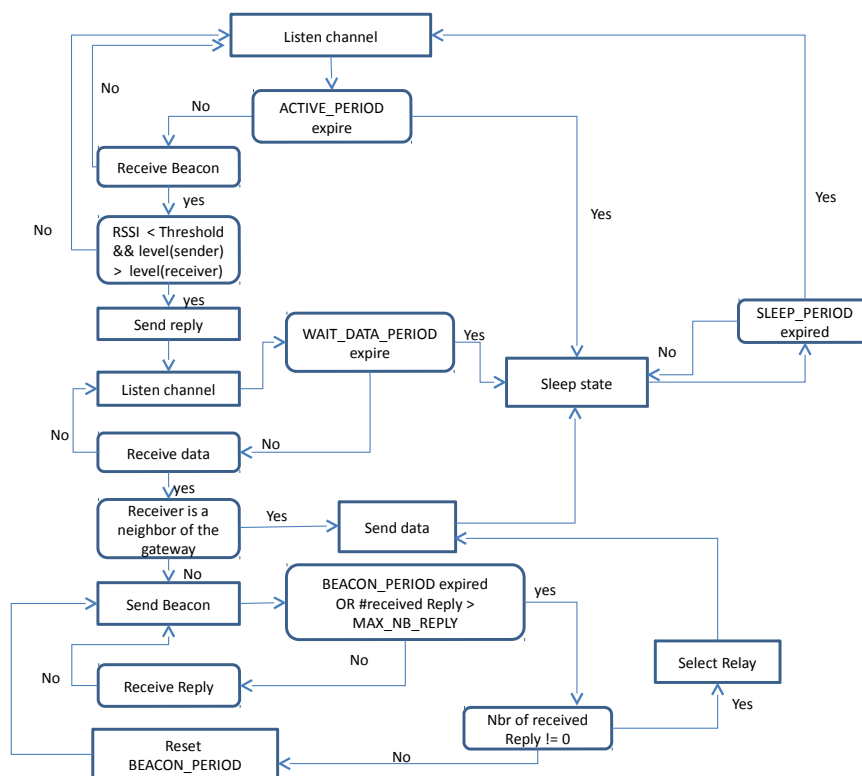 Listen channel
No
No
ACTIVE_PERIOD
expire
Receive Beacon
yes
Yes
Yes
No
RSSI < Threshold
&& level(sender)
> level(receiver)
yes
Send reply
WAIT_DATA_PERIOD
expire
Yes
SLEEP_PERIOD
expired
No
Listen channel
Sleep state
No
No
Receive data
yes
Receiver is a
neighbor of the
gateway
Yes
Send data
No
Send Beacon
BEACON_PERIOD expired
OR #received Reply >
MAX_NB_REPLY
yes
No
No
Receive Reply
Select Relay
Yes
Nbr of received
Reply != 0
No
Reset
BEACON_PERIOD